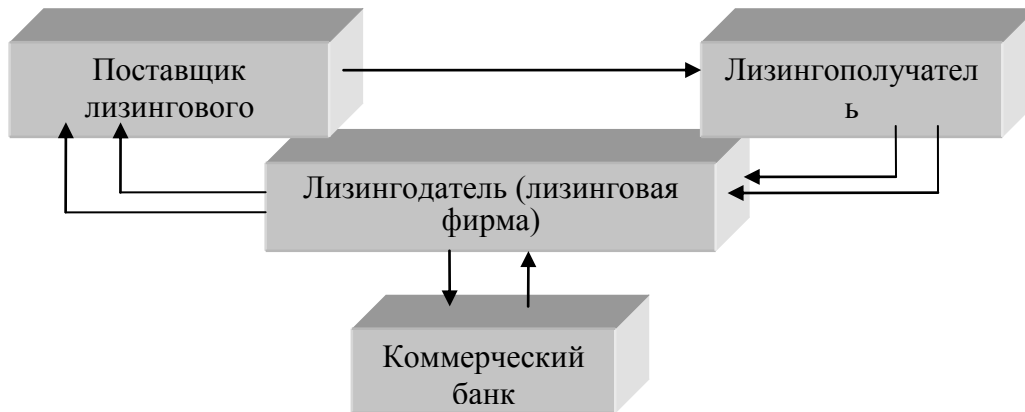 Поставщик
лизингового
Лизингополучател
ь
Лизингодатель (лизинговая
фирма)
Коммерческий
банк